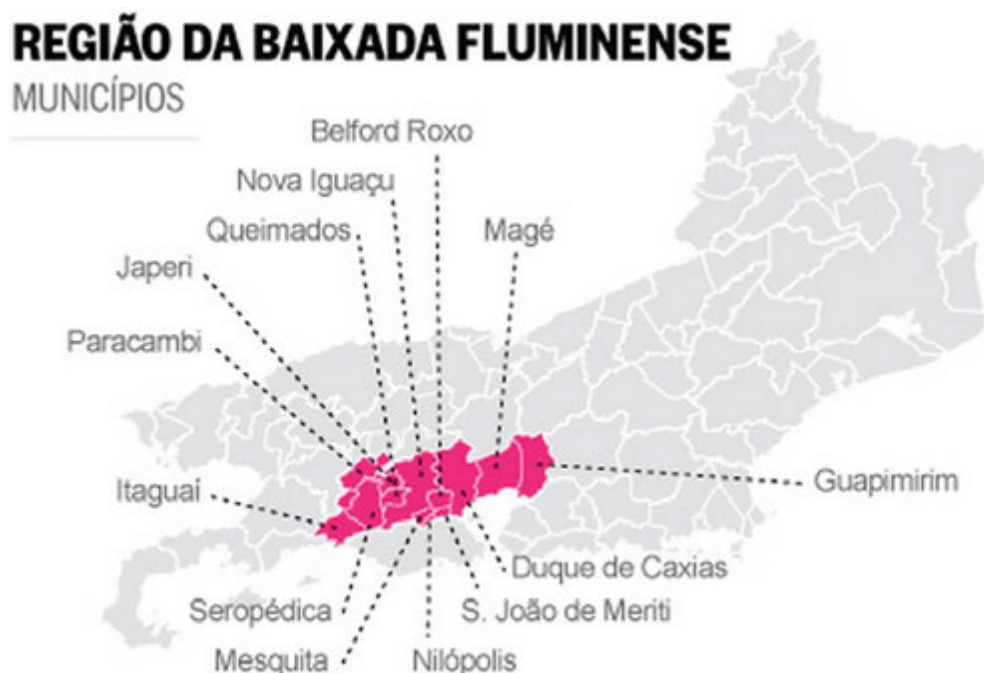 REGIÃO DA BAIXADA FLUMINENSE
MUNICÍPIOS
Belford Roxo
Nova Iguaçu
Queimados
Magé
Japeri
Paracambi
Itaguaí
Guapimirim
Duque de Caxias
Seropédica
S. João de Meriti
Mesquita
Nilópolis